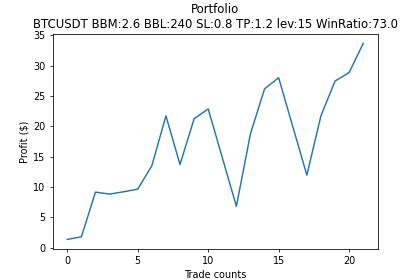 Portfolio
BTCUSDT BBM:2.6 BBL:240 SL:0.8 TP:1.2 lev:15 WinRatio:73.0
35
30
25
20
15
10
5
0
Profit ($)
0 5 10 15 20
Trade counts